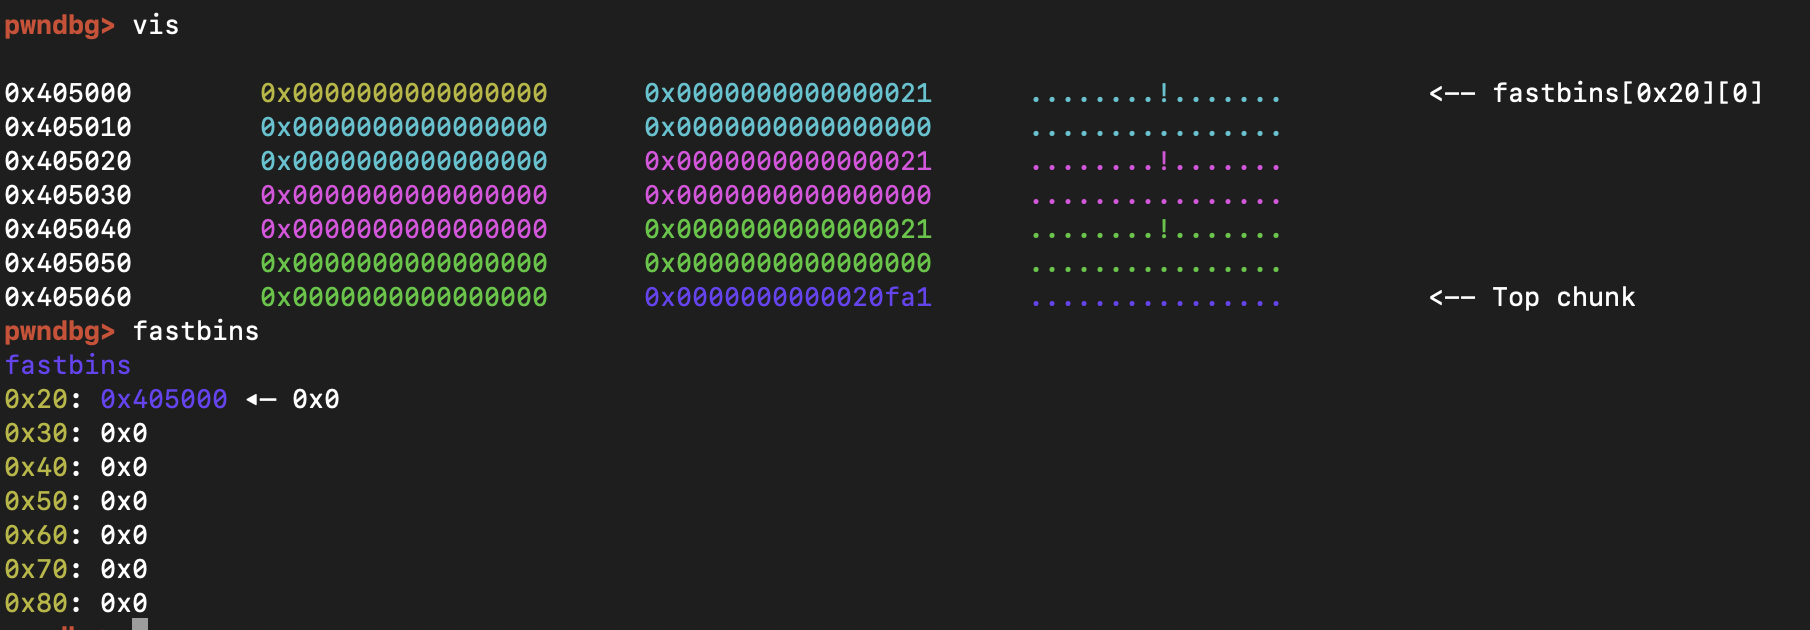 pwndbg> vis
0x405000 0x0000000000000000 0x0000000000000021 ........!....... <-- fastbins[0x20][0]
0x405010 0x0000000000000000 0x0000000000000000 ................
0x405020 0x0000000000000000 0x0000000000000021 ........!.......
0x405030 0x0000000000000000 0x0000000000000000 ................
0x405040 0x0000000000000000 0x0000000000000021 ........!.......
0x405050 0x0000000000000000 0x0000000000000000 ................
0x405060 0x0000000000000000 0x0000000000020fa1 ................ <-- Top chunk
pwndbg> fastbins
fastbins
0x20: 0x405000 ◂— 0x0
0x30: 0x0
0x40: 0x0
0x50: 0x0
0x60: 0x0
0x70: 0x0
0x80: 0x0